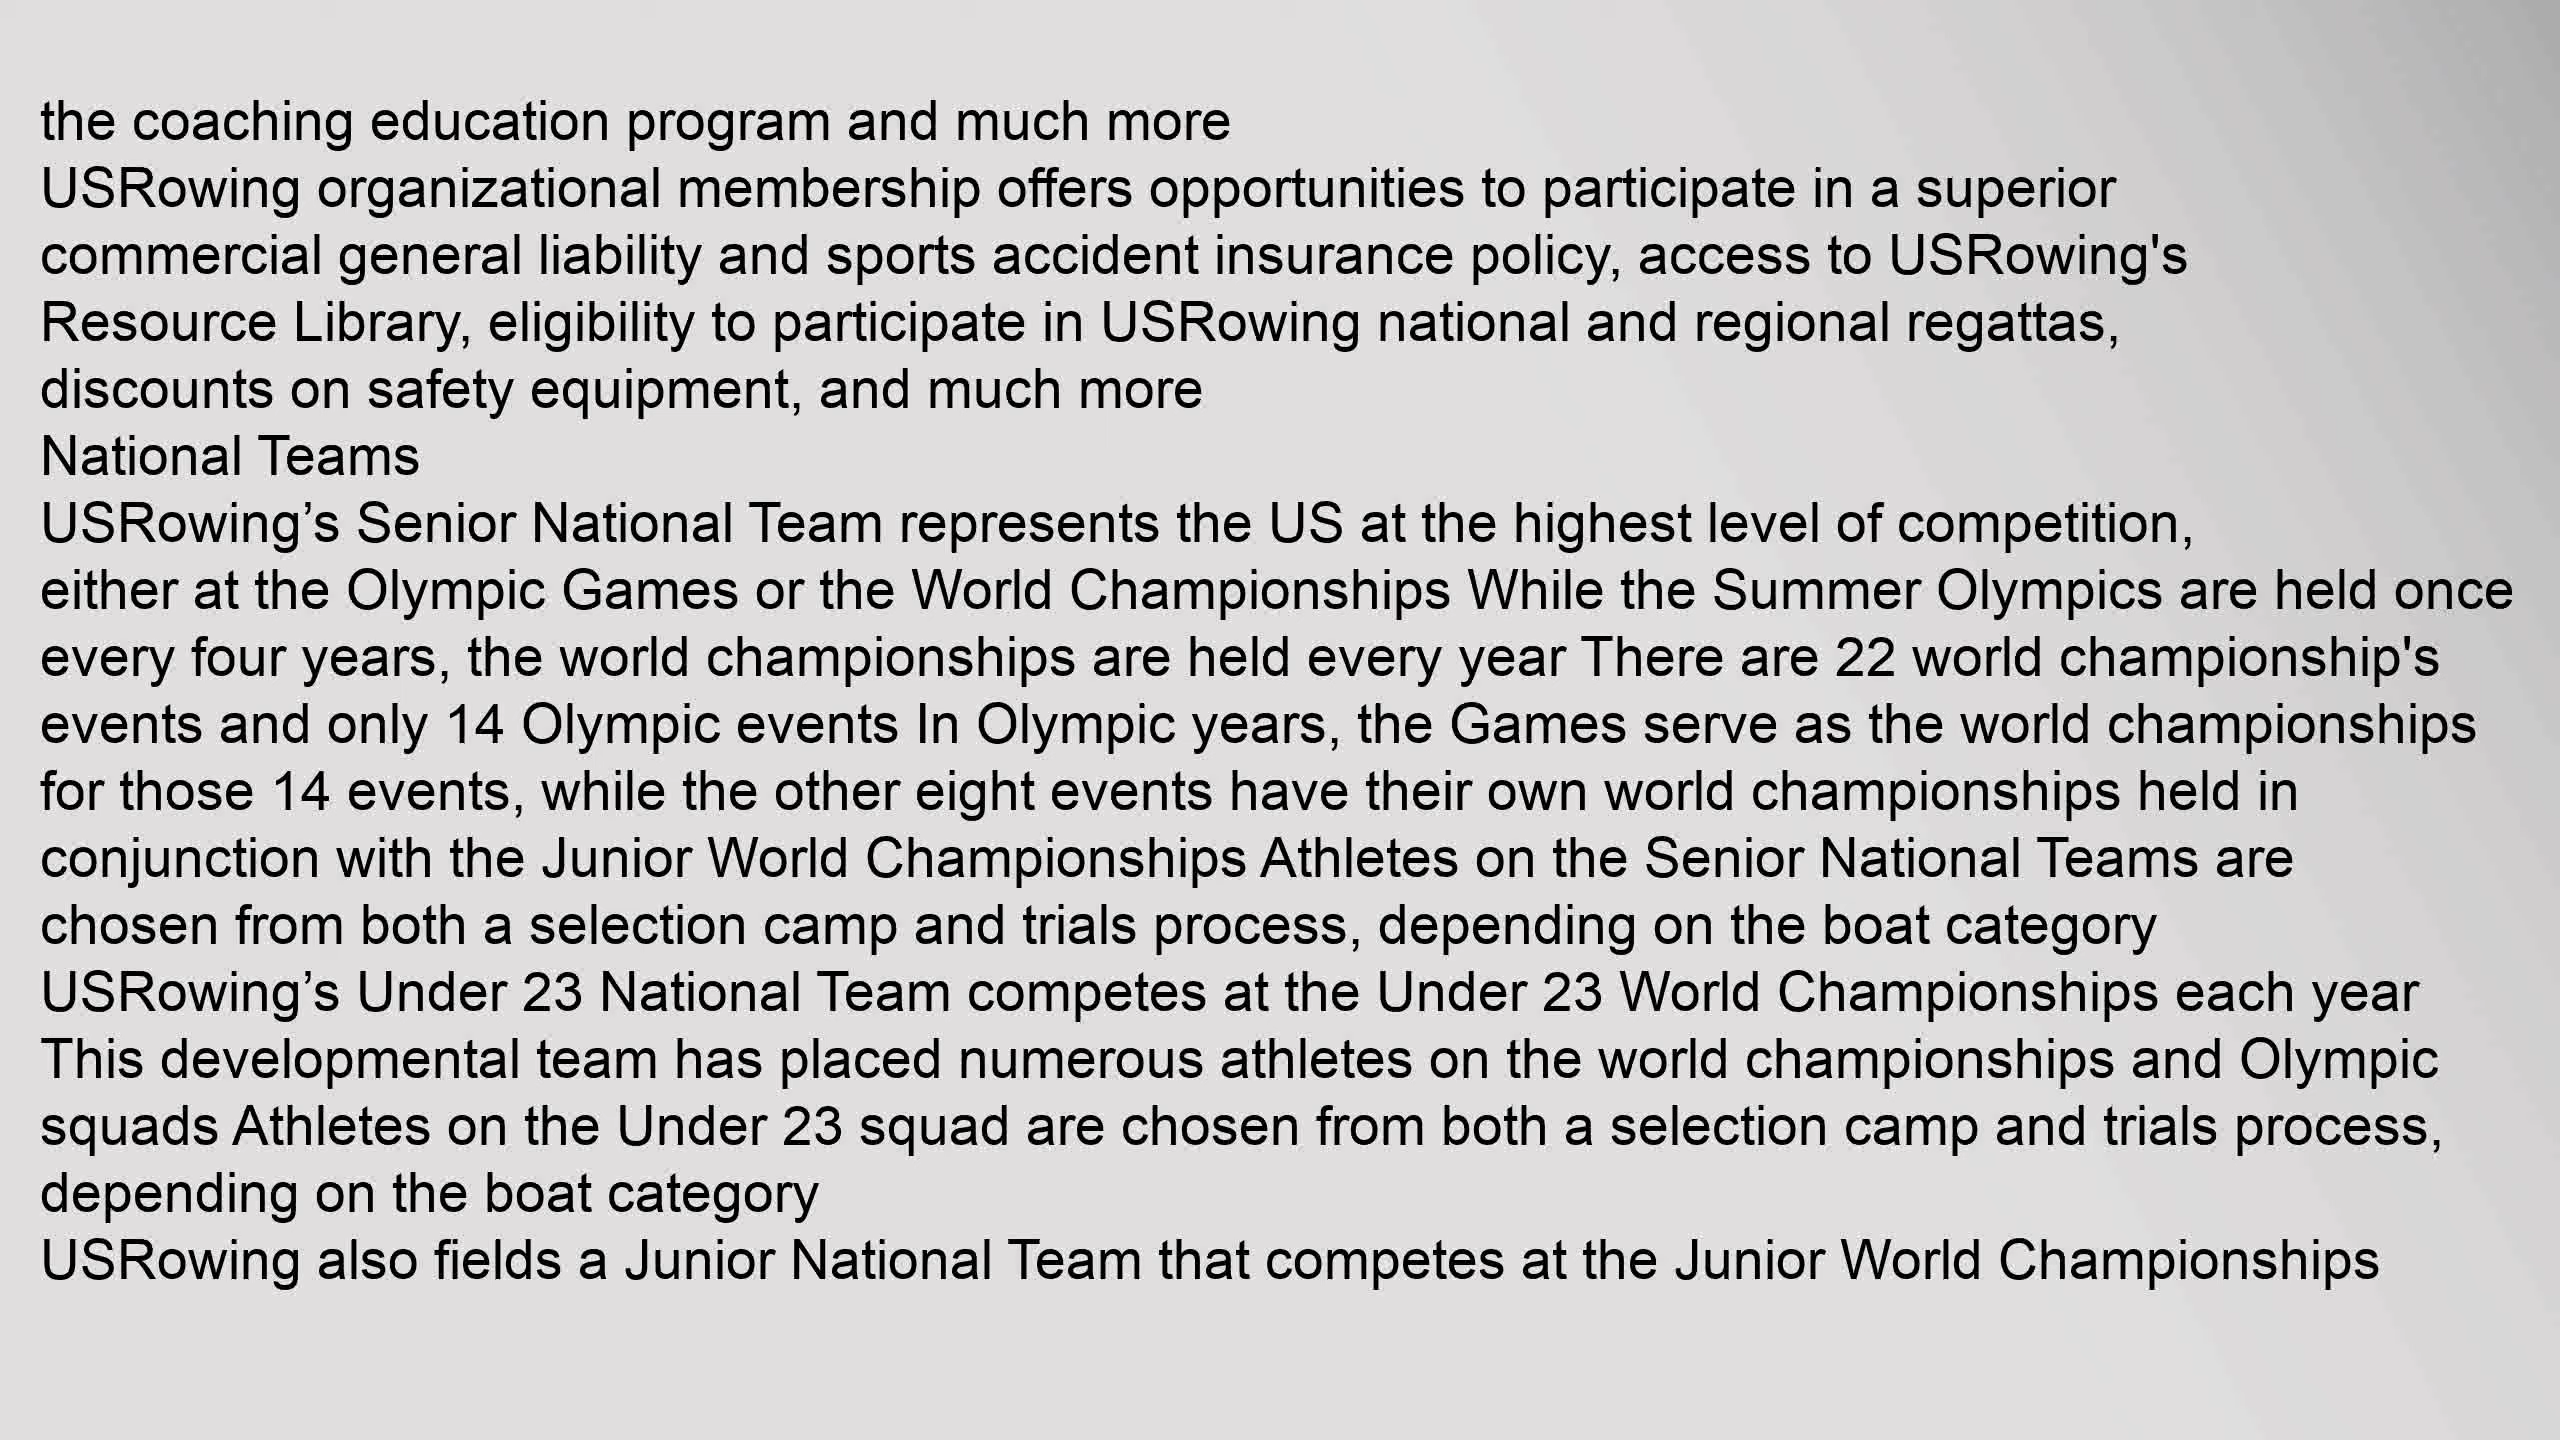 the coaching education program and much more
USRowing organizational membership offers opportunities to participate in a superior
commercial general liability and sports accident insurance policy, access to USRowing's
Resource Library, eligibility to participate in USRowing national and regional regattas,
discounts on safety equipment, and much more
National Teams
USRowing’s Senior National Team represents the US at the highest level of competition,
either at the Olympic Games or the World Championships While the Summer Olympics are held once
every four years, the world championships are held every year There are 22 world championship's
events and only 14 Olympic events In Olympic years, the Games serve as the world championships
for those 14 events, while the other eight events have their own world championships held in
conjunction with the Junior World Championships Athletes on the Senior National Teams are
chosen from both a selection camp and trials process, depending on the boat category
USRowing’s Under 23 National Team competes at the Under 23 World Championships each year
This developmental team has placed numerous athletes on the world championships and Olympic
squads Athletes on the Under 23 squad are chosen from both a selection camp and trials process,
depending on the boat category
USRowing also fields a Junior National Team that competes at the Junior World Championships